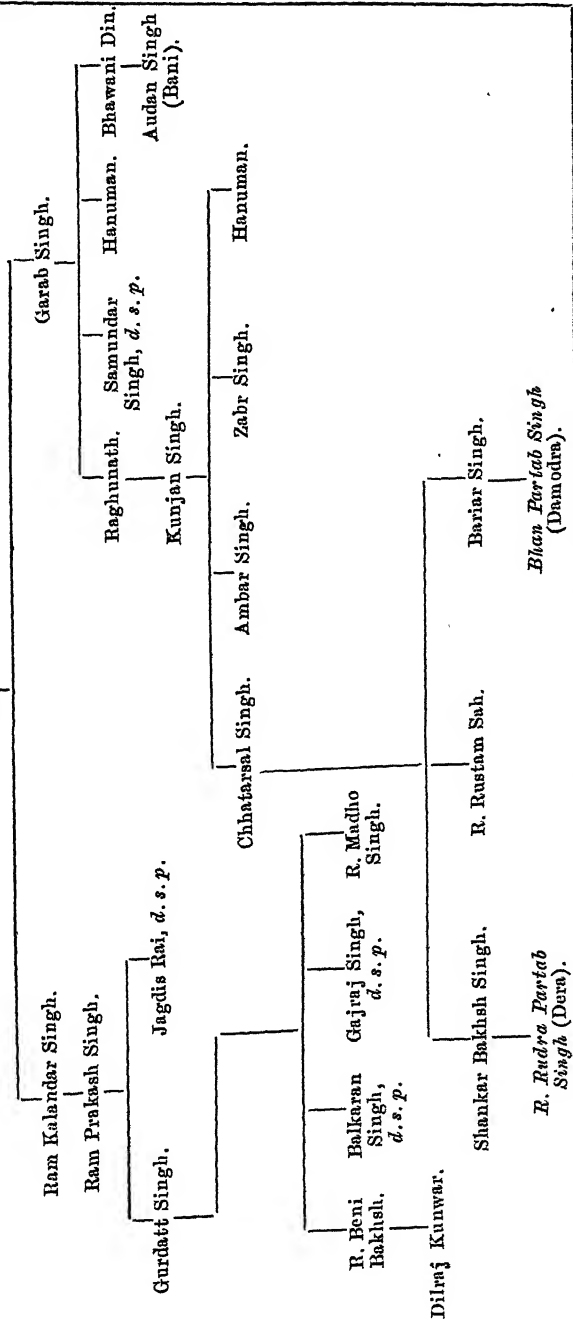 Ram Kalandar Singh.
Garab Singh.
Ram Prakash Singh.
Raghunath.
Samundar
Singh, d. s. p.
Hanuman.
Bhawani Din.
Gurdatt Singh.
Jagdis Rai, d. s. p.
Kunjan Singh.
Audan Singh
(Bani).
Chhatarsal Singh.
Ambar Singh.
Zabr Singh.
Hanuman.
R. Beni
Bakhsh.
Balkaran
Singh,
d. s. p.
Gajraj Singh,
d. s. p.
R. Madho
Singh.
Dilraj Kunwar.
Shankar Bakhsh Singh.
R. Rustam Sah.
Bariar Singh.
R. Rudra Partab
Singh (Dera).
Bhan Partab Singh
(Damodra).